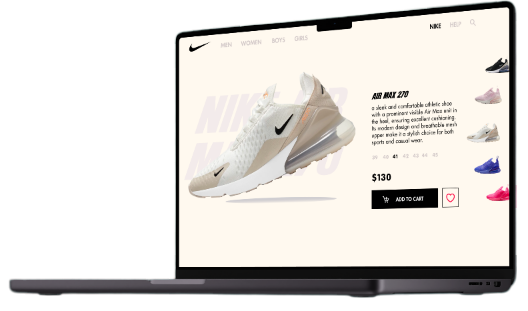 NIKE HELP
MEN WOMEN BOYS GIRLS
AIR MAX 270
a sleek and comfortable athletic shoe
with a prominent visible Air Max unit in
the heel, ensuring excellent cushioning.
Its modern design and breathable mesh
upper make it a stylish choice for both
sports and casual wear.
39 40 41 42 43 44 45
$130
ADD TO CART